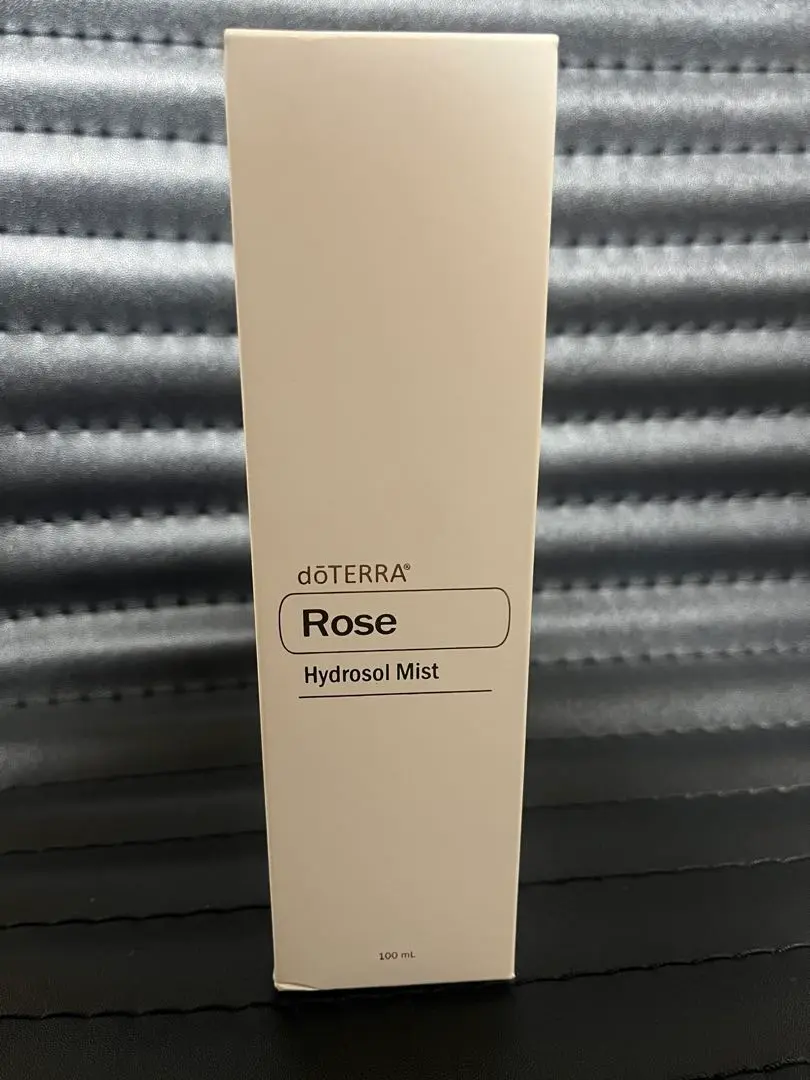 dōTERRA®
Rose
Hydrosol Mist
100 mL